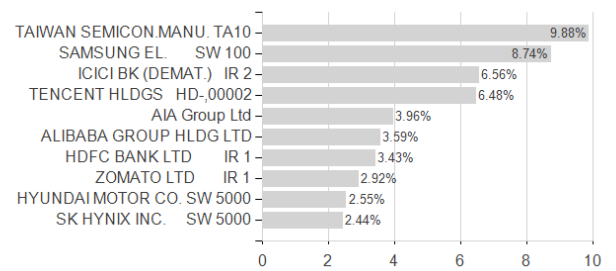 TAIWAN SEMICON.MANU. TA10 9.88%
SAMSUNG EL. SW 100 8.74%
ICICI BK (DEMAT.) IR 2 6.56%
TENCENT HLDGS HD-,00002 6.48%
AIA Group Ltd 3.96%
ALIBABA GROUP HLDG LTD 3.59%
HDFC BANK LTD IR 1 3.43%
ZOMATO LTD IR 1 2.92%
HYUNDAI MOTOR CO. SW 5000 2.55%
SK HYNIX INC. SW 5000 2.44%
0 2 4 6 8 10